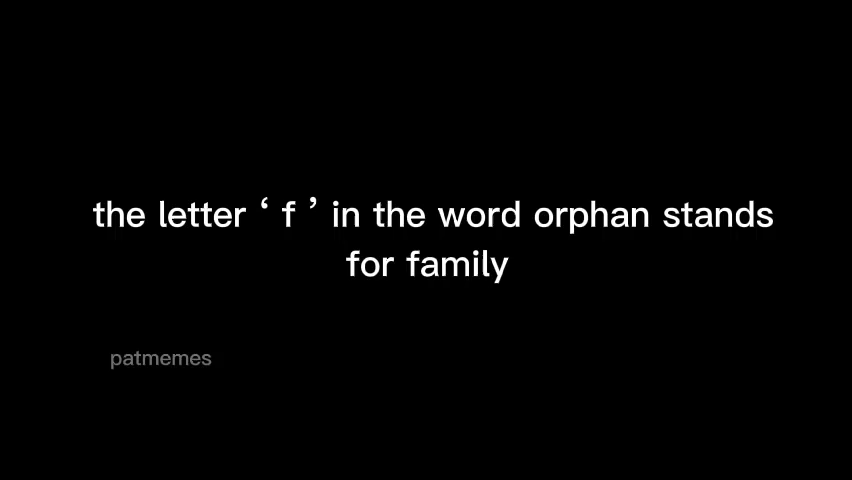 the letter ‘ f ’ in the word orphan stands
for family
patmemes